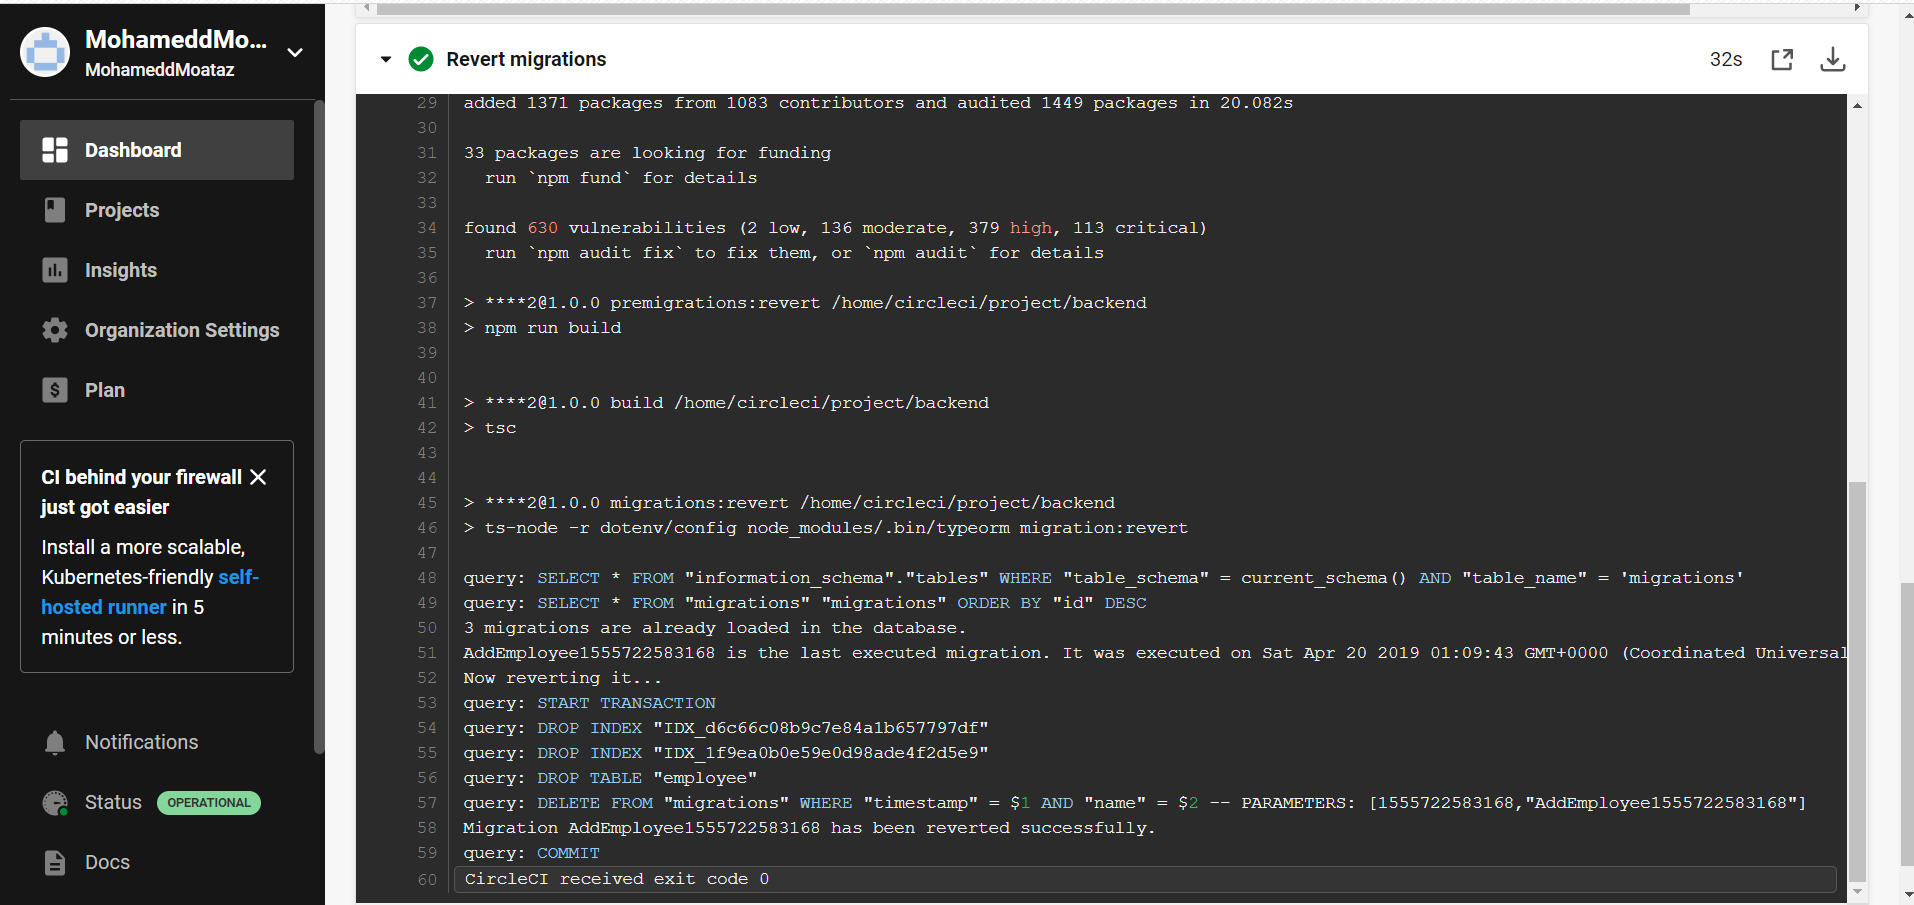 MohameddMo...
MohameddMoataz
Dashboard
Projects
Insights
Organization Settings
Plan
CI behind your firewall
just got easier
Install a more scalable,
Kubernetes-friendly self-
hosted runner in 5
minutes or less.
Notifications
Status OPERATIONAL
Docs
Revert migrations 32s
29 added 1371 packages from 1083 contributors and audited 1449 packages in 20.082s
30
31 33 packages are looking for funding
32 run `npm fund` for details
33
34 found 630 vulnerabilities (2 low, 136 moderate, 379 high, 113 critical)
35 run `npm audit fix` to fix them, or `npm audit` for details
36
37 > ****2@1.0.0 premigrations:revert /home/circleci/project/backend
38 > npm run build
39
40
41 > ****2@1.0.0 build /home/circleci/project/backend
42 > tsc
43
44
45 > ****2@1.0.0 migrations:revert /home/circleci/project/backend
46 > ts-node -r dotenv/config node_modules/.bin/typeorm migration:revert
47
48 query: SELECT * FROM "information_schema"."tables" WHERE "table_schema" = current_schema() AND "table_name" = 'migrations'
49 query: SELECT * FROM "migrations" "migrations" ORDER BY "id" DESC
50 3 migrations are already loaded in the database.
51 AddEmployee1555722583168 is the last executed migration. It was executed on Sat Apr 20 2019 01:09:43 GMT+0000 (Coordinated Universal
52 Now reverting it...
53 query: START TRANSACTION
54 query: DROP INDEX "IDX_d6c66c08b9c7e84a1b657797df"
55 query: DROP INDEX "IDX_1f9ea0b0e59e0d98ade4f2d5e9"
56 query: DROP TABLE "employee"
57 query: DELETE FROM "migrations" WHERE "timestamp" = $1 AND "name" = $2 -- PARAMETERS: [1555722583168,"AddEmployee1555722583168"]
58 Migration AddEmployee1555722583168 has been reverted successfully.
59 query: COMMIT
60 CircleCI received exit code 0